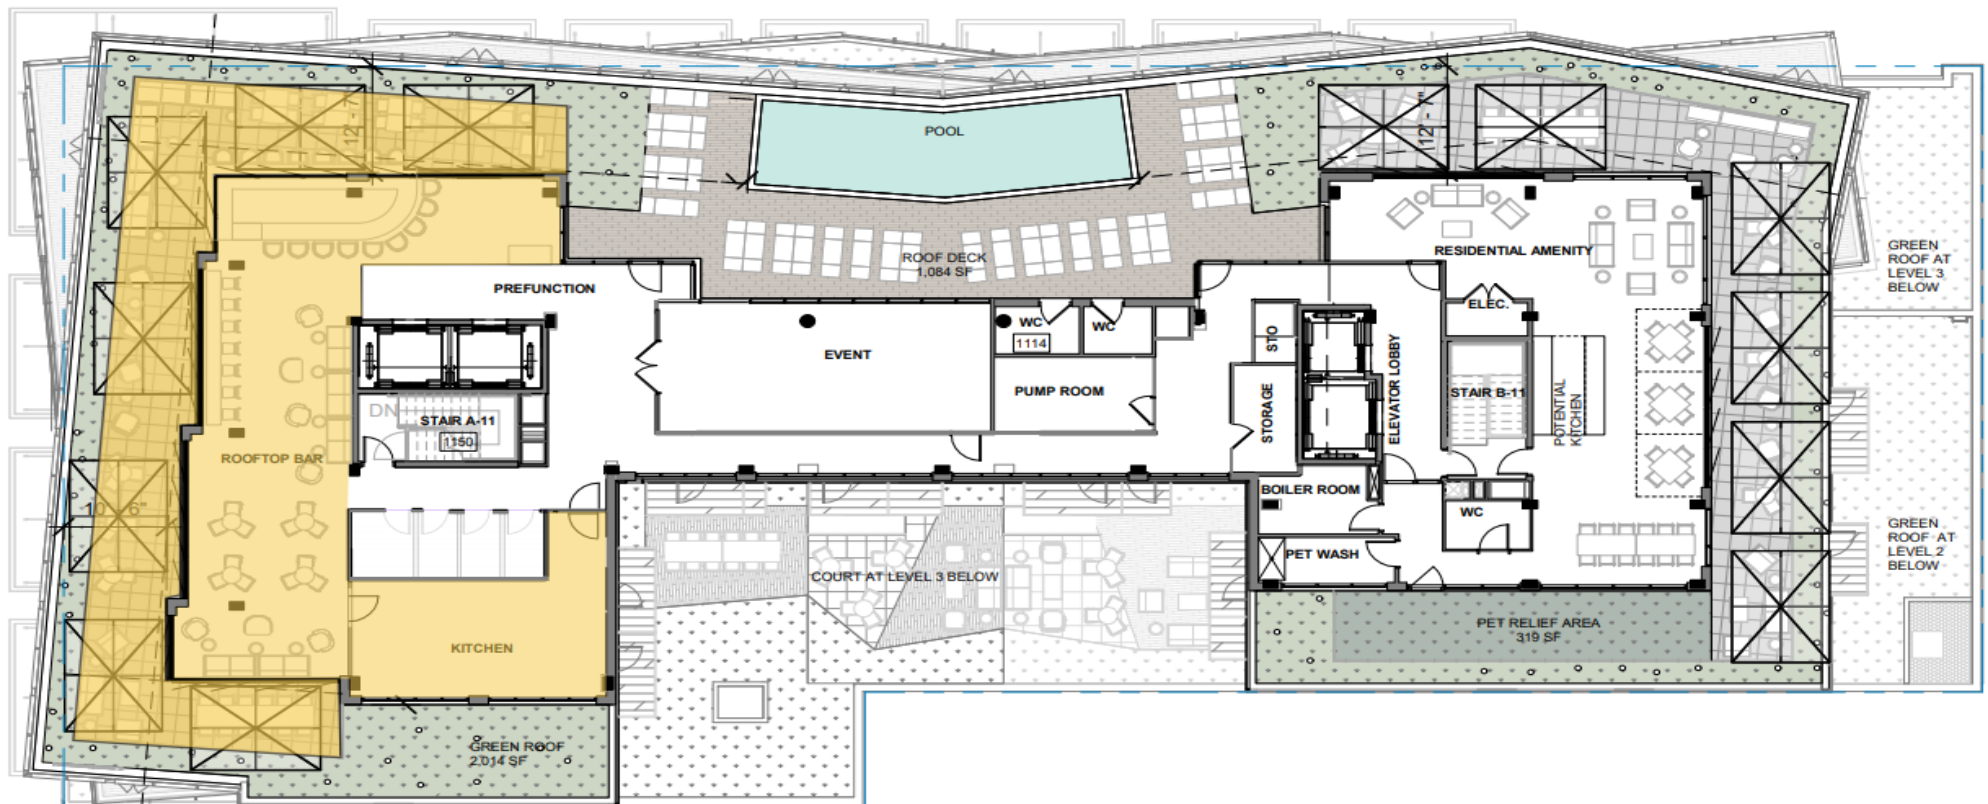 12' - 7"
POOL
12' - 7"
GREEN
ROOF AT
LEVEL 3
BELOW
RESIDENTIAL AMENITY
ROOF DECK
1,084 SF
PREFUNCTION
ELEC.
WC
1114
WC
STO
EVENT
PUMP ROOM
ELEVATOR LOBBY
STAIR B-11
POTENTIAL
KITCHEN
STORAGE
DN
STAIR A-11
1150
ROOFTOP BAR
BOILER ROOM
WC
10' - 6"
GREEN
ROOF AT
LEVEL 2
BELOW
PET WASH
COURT AT LEVEL 3 BELOW
PET RELIEF AREA
319 SF
KITCHEN
GREEN ROOF
2,014 SF